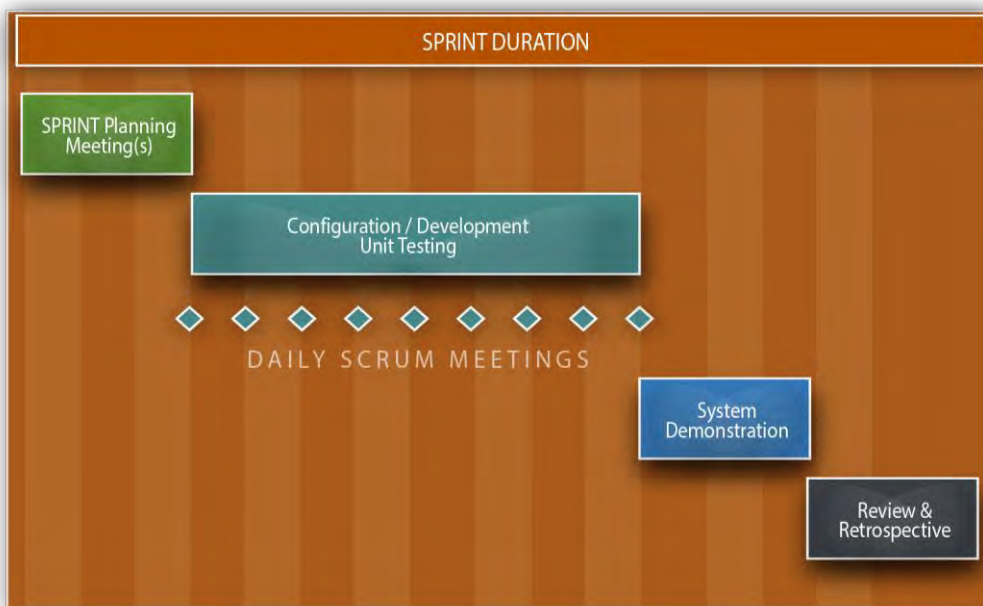 SPRINT DURATION
SPRINT Planning
Meeting(s)
Configuration / Development
Unit Testing
DAILY SCRUM MEETINGS
System
Demonstration
Review &
Retrospective